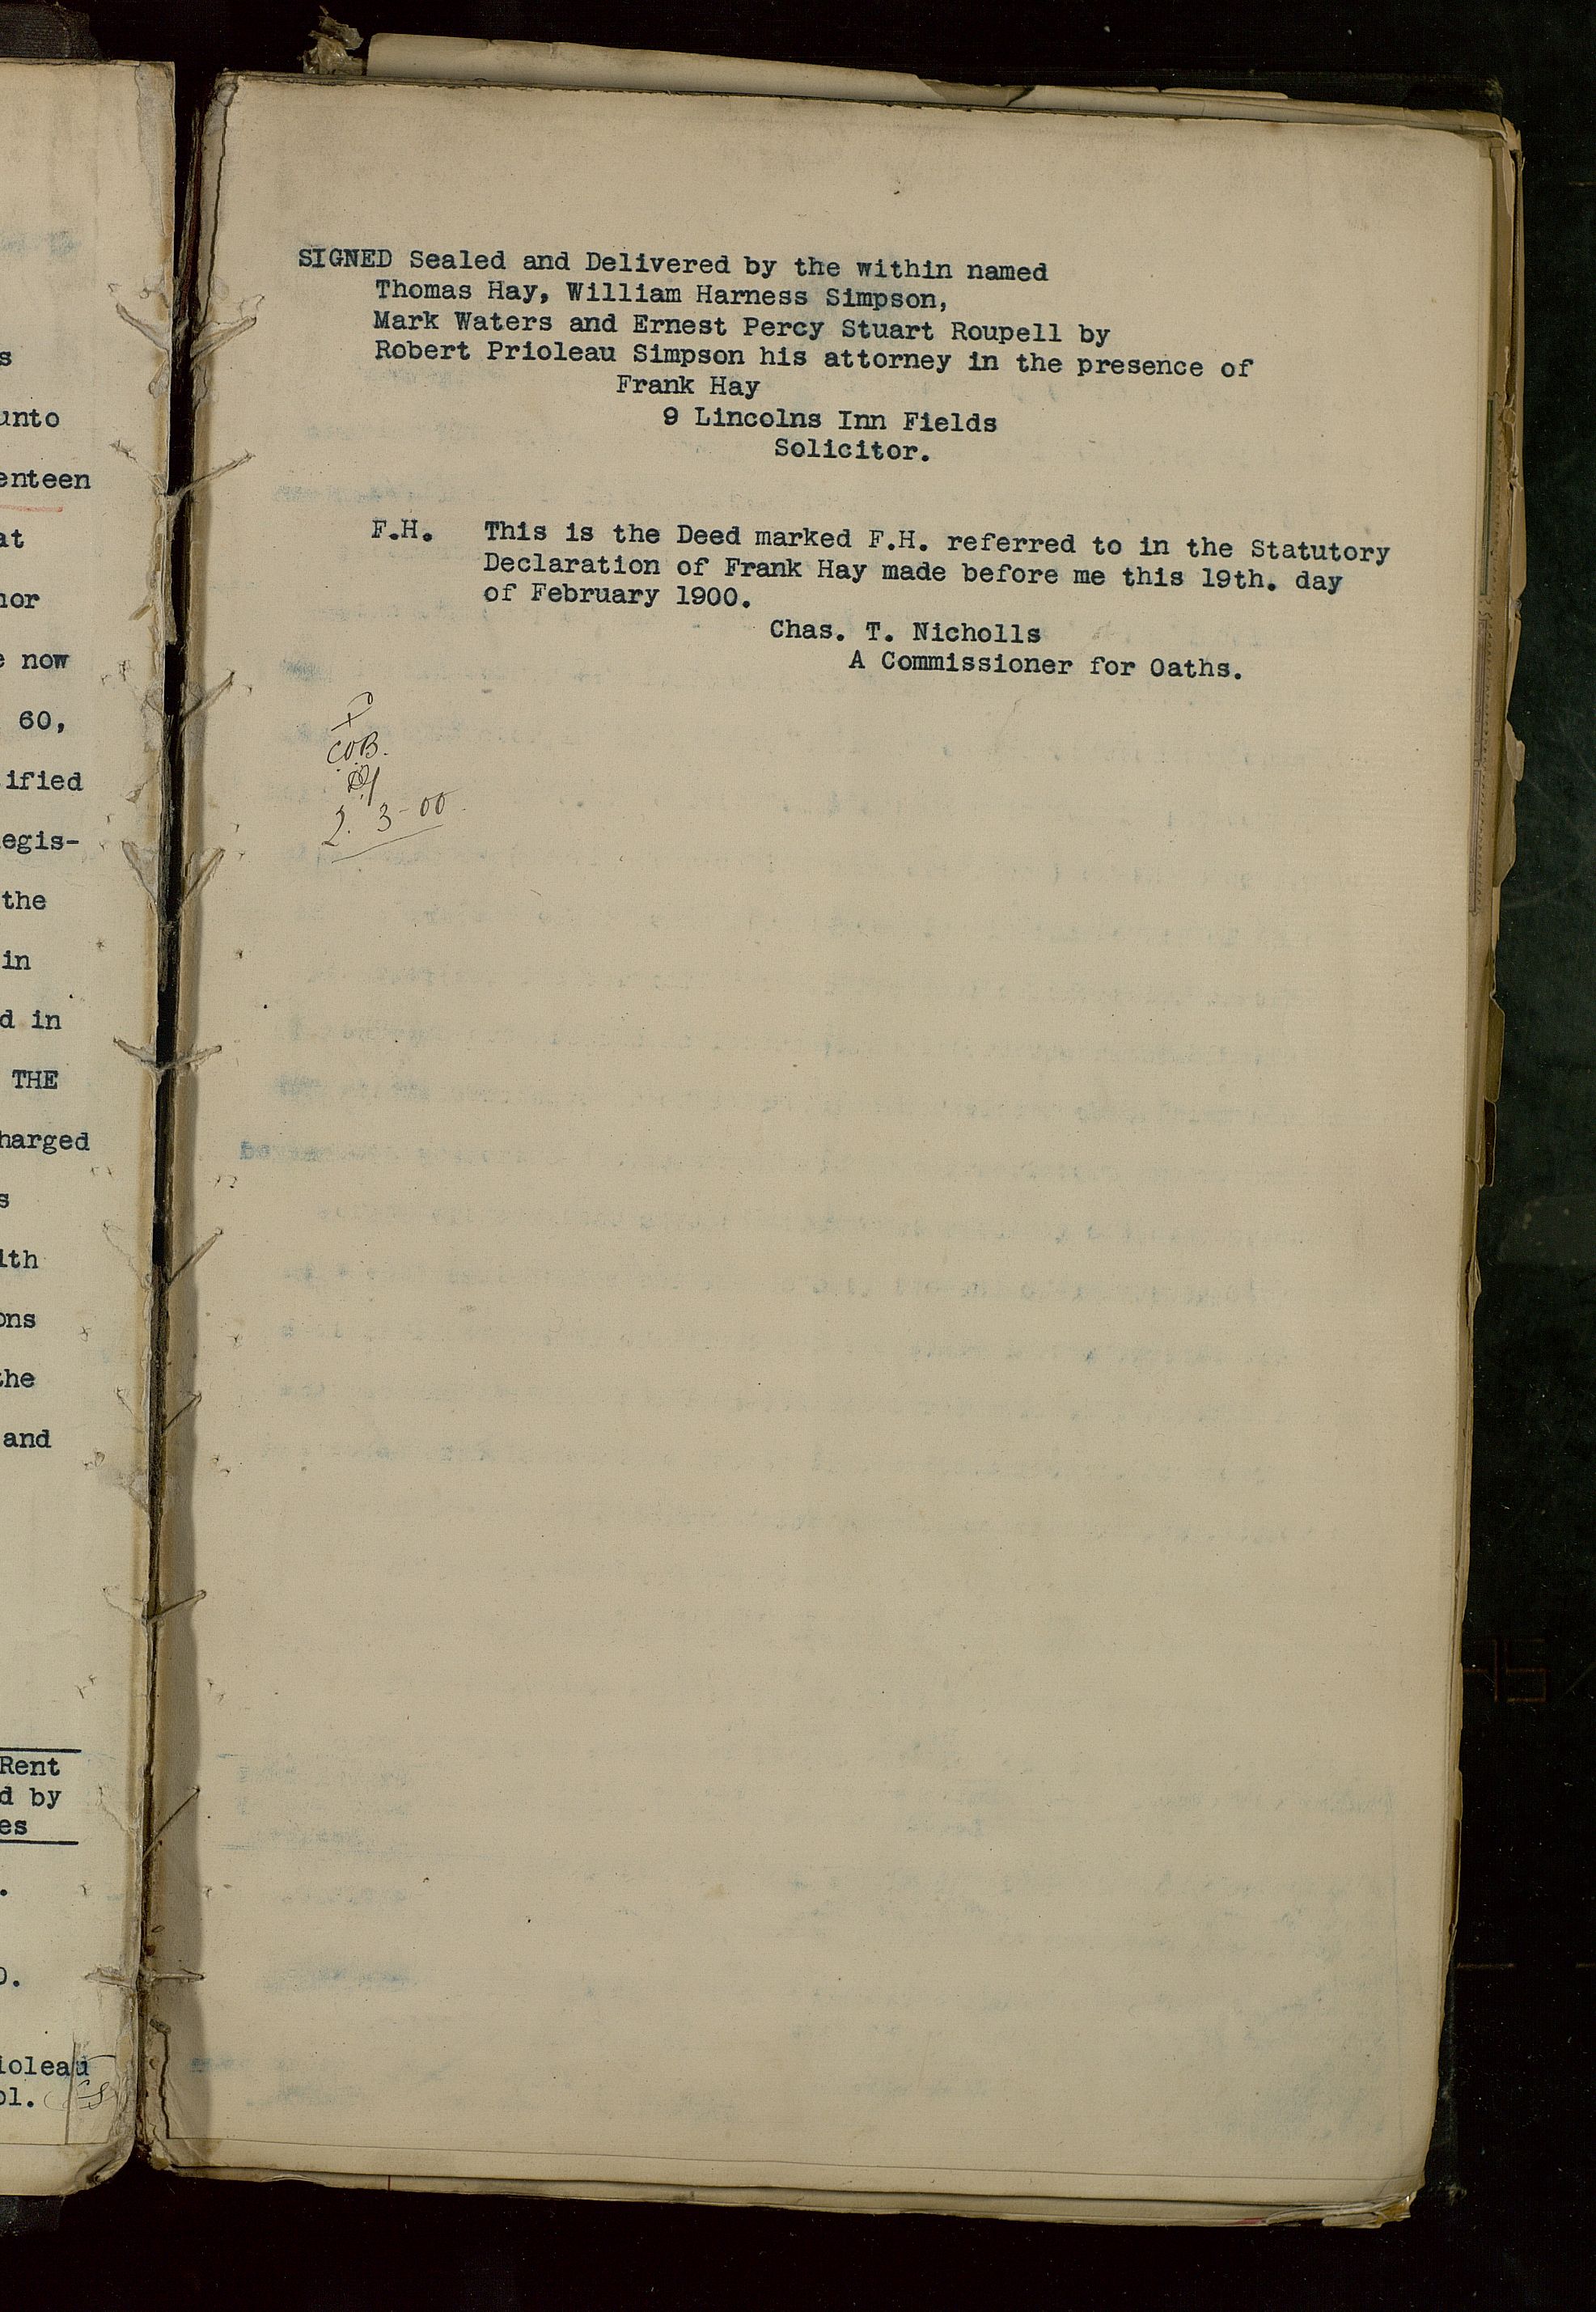 s
unto
enteen
at
nor
e now
60,
ified
egis-
the
in
d in
THE
harged
s
lth
ons
the
and
Rent
d by
es
.
0.
ioleau
ol.
SIGNED Sealed and Delivered by the within named
Thomas Hay, William Harness Simpson,
Mark Waters and Ernest Percy Stuart Roupell by
Robert Prioleau Simpson his attorney in the presence of
Frank Hay
9 Lincolns Inn Fields
Solicitor.
F.H. This is the Deed marked F.H. referred to in the Statutory
Declaration of Frank Hay made before me this 19th. day
of February 1900.
Chas. T. Nicholls
A Commissioner for Oaths.
COB.
2. 3-00